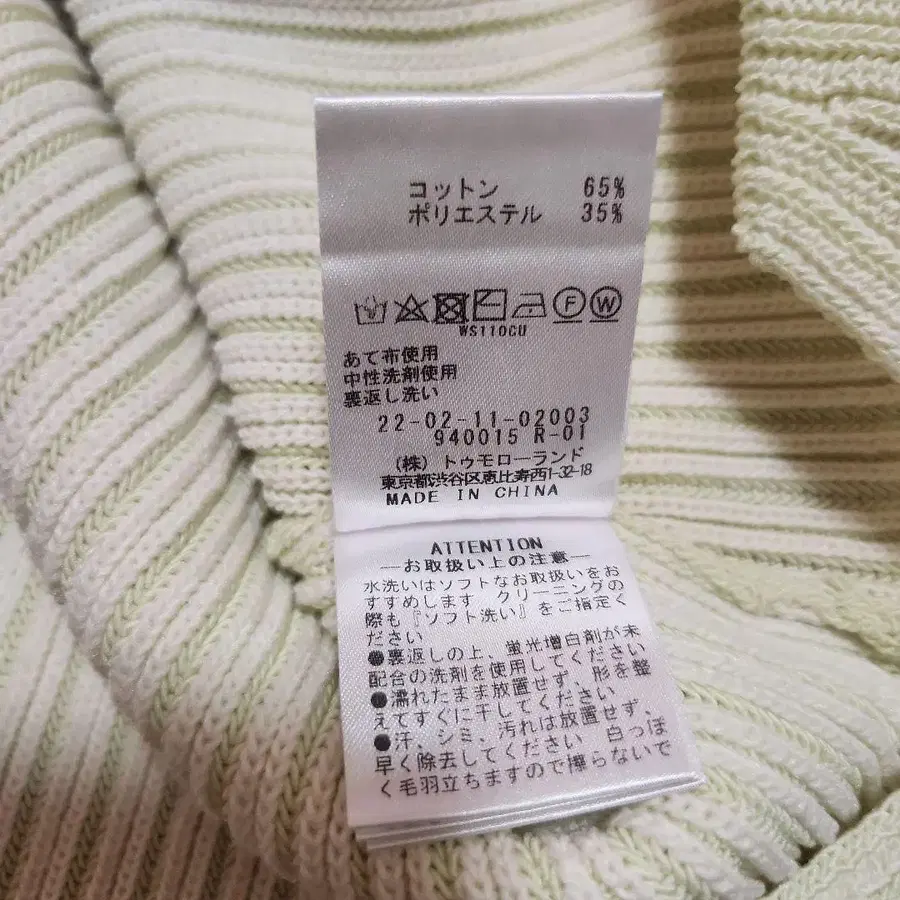 コットン 65%
ポリエステル 35%
F W
WS110CU
あて布使用
中性洗剤使用
裏返し洗い
22-02-11-02003
940015 R-01
(株) トゥモローランド
東京都渋谷区恵比寿西1-32-18
MADE IN CHINA
ATTENTION
―お取扱い上の注意―
水洗いはソフトなお取扱いをお
すすめします クリーニングの
際も『ソフト洗い』をご指定く
ださい
●裏返しの上、蛍光増白剤が未
配合の洗剤を使用してください
●濡れたまま放置せず、形を整
えてすぐに干してください
●汗、シミ、汚れは放置せず、
早く除去してください 白っぽ
く毛羽立ちますので擦らないで